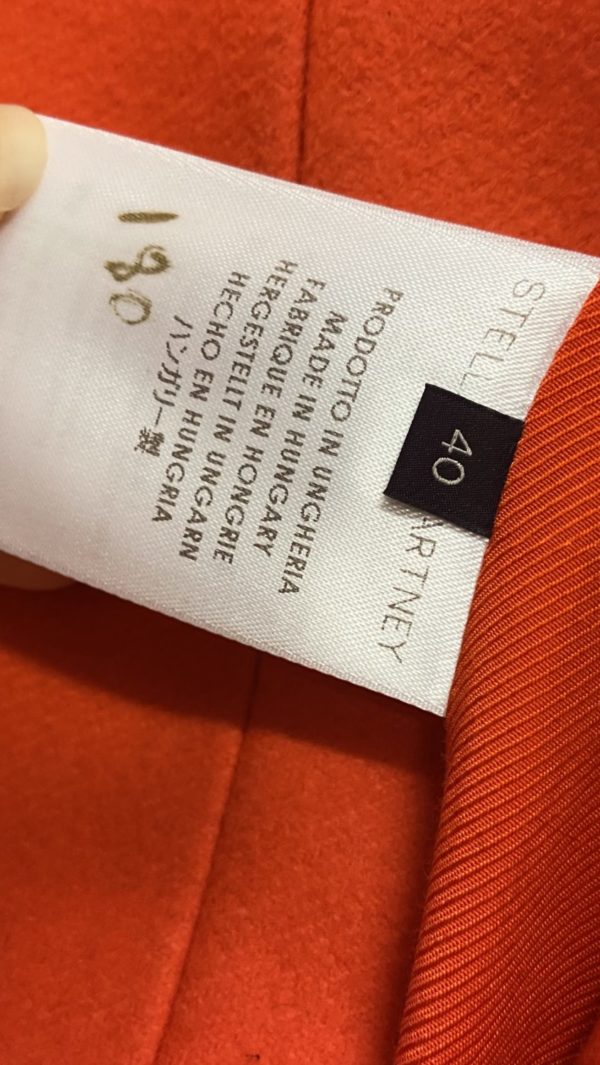 STELL ARTNEY
40
PRODOTTO IN UNGHERIA
MADE IN HUNGARY
FABRIQUE EN HONGRIE
HERGESTELLT IN UNGARN
HECHO EN HUNGRIA
ハンガリー製
180